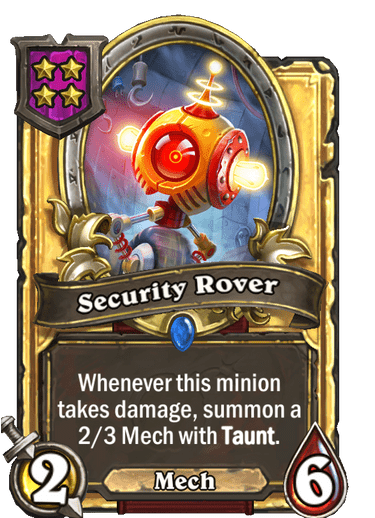 Security Rover
Whenever this minion
takes damage, summon a
2/3 Mech with Taunt.
2
Mech
6